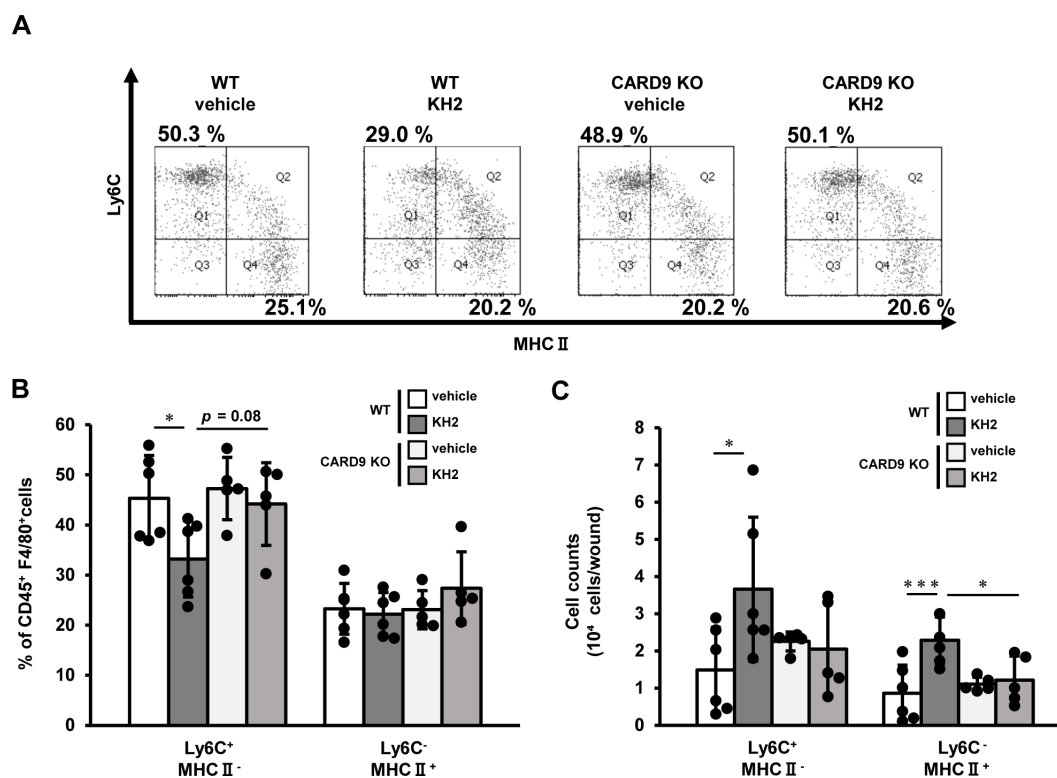 A
WT
vehicle
WT
KH2
CARD9 KO
vehicle
CARD9 KO
KH2
50.3 %
29.0 %
48.9 %
50.1 %
Ly6C
Q2
Q1
Q3
Q4
Q2
Q1
Q3
Q4
Q2
Q1
Q3
Q4
Q2
Q1
Q3
Q4
25.1%
20.2 %
20.2 %
20.6 %
MHC Ⅱ
B
WT
vehicle
KH2
CARD9 KO
vehicle
KH2
% of CD45⁺ F4/80⁺cells
60
50
40
30
20
10
0
*
p = 0.08
Ly6C⁺
MHC Ⅱ⁻
Ly6C⁻
MHC Ⅱ⁺
C
WT
vehicle
KH2
CARD9 KO
vehicle
KH2
Cell counts
(10⁴ cells/wound)
8
7
6
5
4
3
2
1
0
*
***
*
Ly6C⁺
MHC Ⅱ⁻
Ly6C⁻
MHC Ⅱ⁺